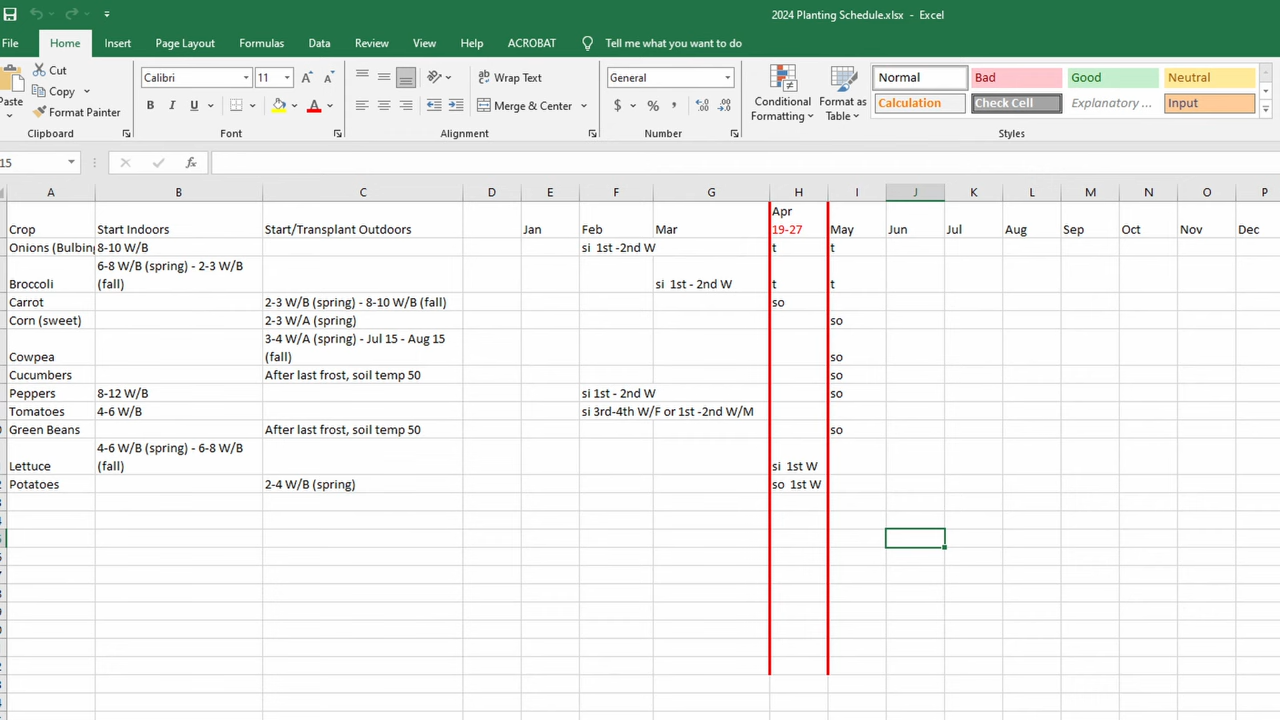 2024 Planting Schedule.xlsx - Excel
File Home Insert Page Layout Formulas Data Review View Help ACROBAT Tell me what you want to do
Cut
Copy
Paste
Format Painter
Clipboard
Calibri 11
B I U
Font
Wrap Text
Merge & Center
Alignment
General
$ % ,
Number
Conditional Formatting
Format as Table
Normal Bad Good Neutral
Calculation Check Cell Explanatory ... Input
Styles
15
fx
A B C D E F G H I J K L M N O P
Apr
Crop Start Indoors Start/Transplant Outdoors Jan Feb Mar 19-27 May Jun Jul Aug Sep Oct Nov Dec
Onions (Bulbing 8-10 W/B si 1st -2nd W t t
6-8 W/B (spring) - 2-3 W/B
Broccoli (fall) si 1st - 2nd W t t
Carrot 2-3 W/B (spring) - 8-10 W/B (fall) so
Corn (sweet) 2-3 W/A (spring) so
3-4 W/A (spring) - Jul 15 - Aug 15
Cowpea (fall) so
Cucumbers After last frost, soil temp 50 so
Peppers 8-12 W/B si 1st - 2nd W so
Tomatoes 4-6 W/B si 3rd-4th W/F or 1st -2nd W/M
Green Beans After last frost, soil temp 50 so
4-6 W/B (spring) - 6-8 W/B
Lettuce (fall) si 1st W
Potatoes 2-4 W/B (spring) so 1st W